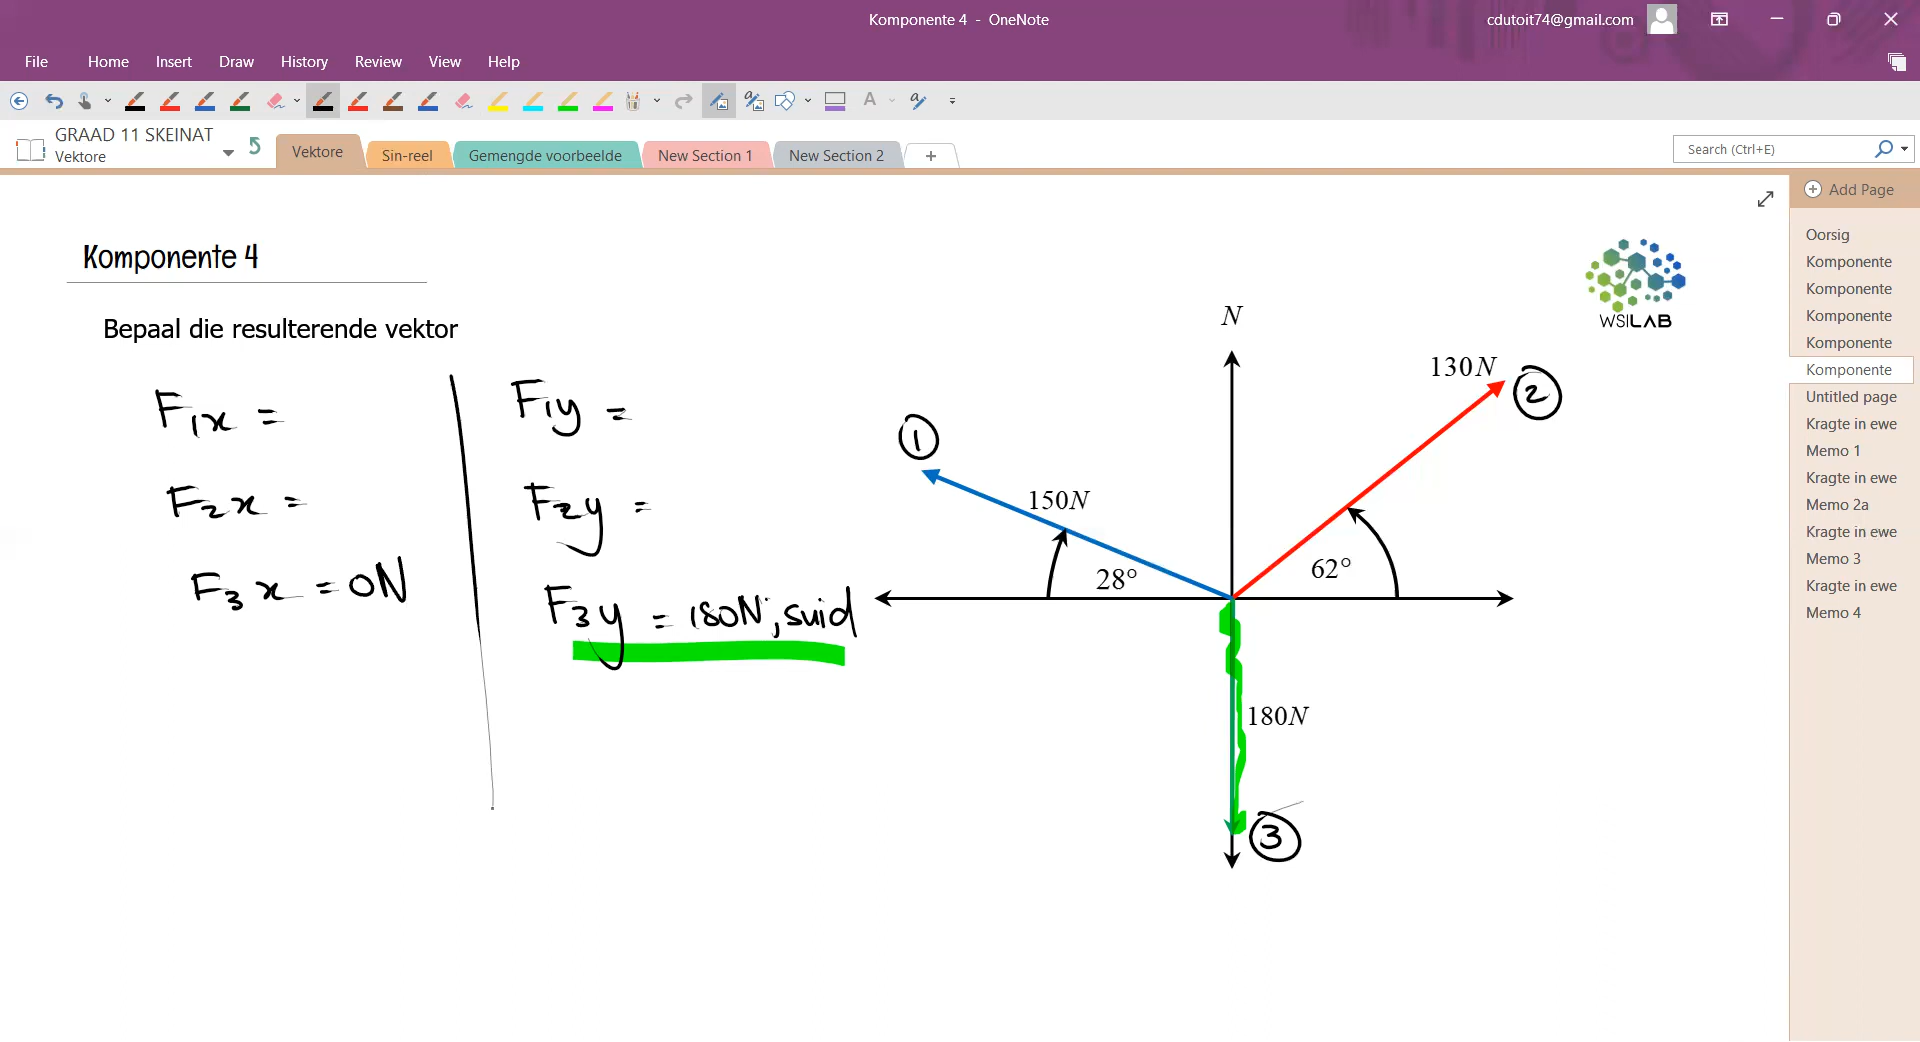 Komponente 4 - OneNote
cdutoit74@gmail.com
File Home Insert Draw History Review View Help
GRAAD 11 SKEINAT
Vektore
Vektore
Sin-reel
Gemengde voorbeelde
New Section 1
New Section 2
Search (Ctrl+E)
Add Page
Oorsig
Komponente
Komponente
Komponente
Komponente
Komponente
Untitled page
Kragte in ewe
Memo 1
Kragte in ewe
Memo 2a
Kragte in ewe
Memo 3
Kragte in ewe
Memo 4
Komponente 4
WSILAB
Bepaal die resulterende vektor
F1x =
F2x =
F3x = 0N
F1y =
F2y =
F3y = 180N; suid
N
130N
2
1
150N
28°
62°
180N
3